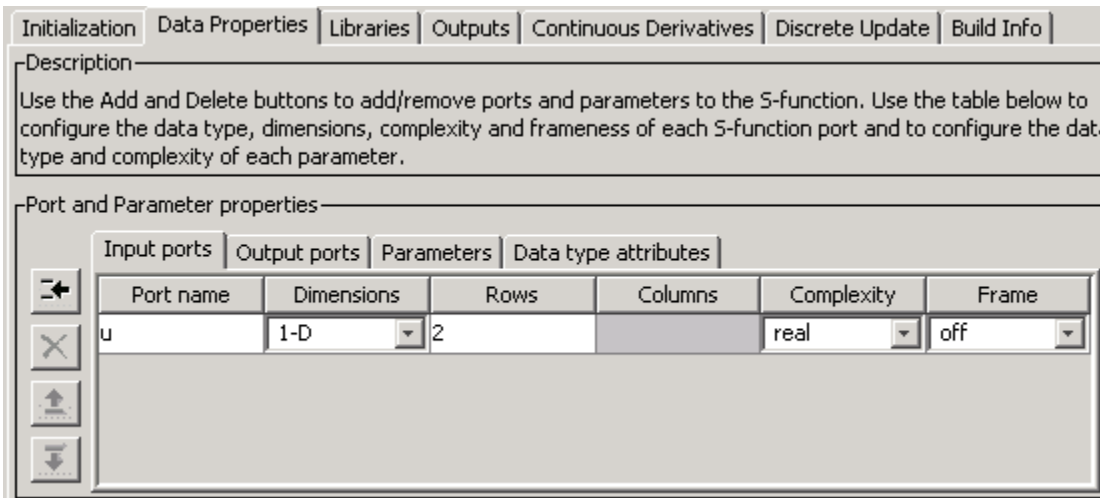 Initialization Data Properties Libraries Outputs Continuous Derivatives Discrete Update Build Info
Description
Use the Add and Delete buttons to add/remove ports and parameters to the S-function. Use the table below to
configure the data type, dimensions, complexity and frameness of each S-function port and to configure the data
type and complexity of each parameter.
Port and Parameter properties
Input ports Output ports Parameters Data type attributes
Port name Dimensions Rows Columns Complexity Frame
u 1-D 2 real off